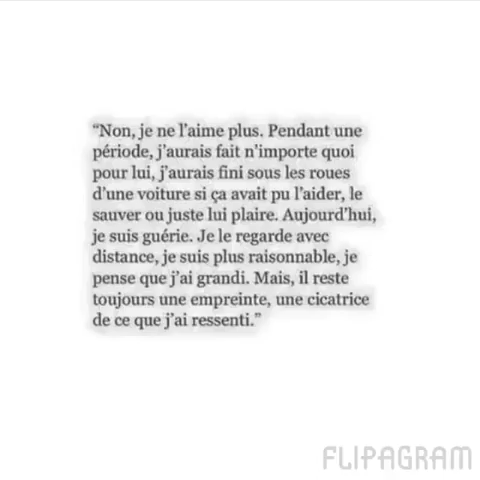 “Non, je ne l’aime plus. Pendant une
période, j’aurais fait n’importe quoi
pour lui, j’aurais fini sous les roues
d’une voiture si ça avait pu l’aider, le
sauver ou juste lui plaire. Aujourd’hui,
je suis guérie. Je le regarde avec
distance, je suis plus raisonnable, je
pense que j’ai grandi. Mais, il reste
toujours une empreinte, une cicatrice
de ce que j’ai ressenti.”
FLIPAGRAM